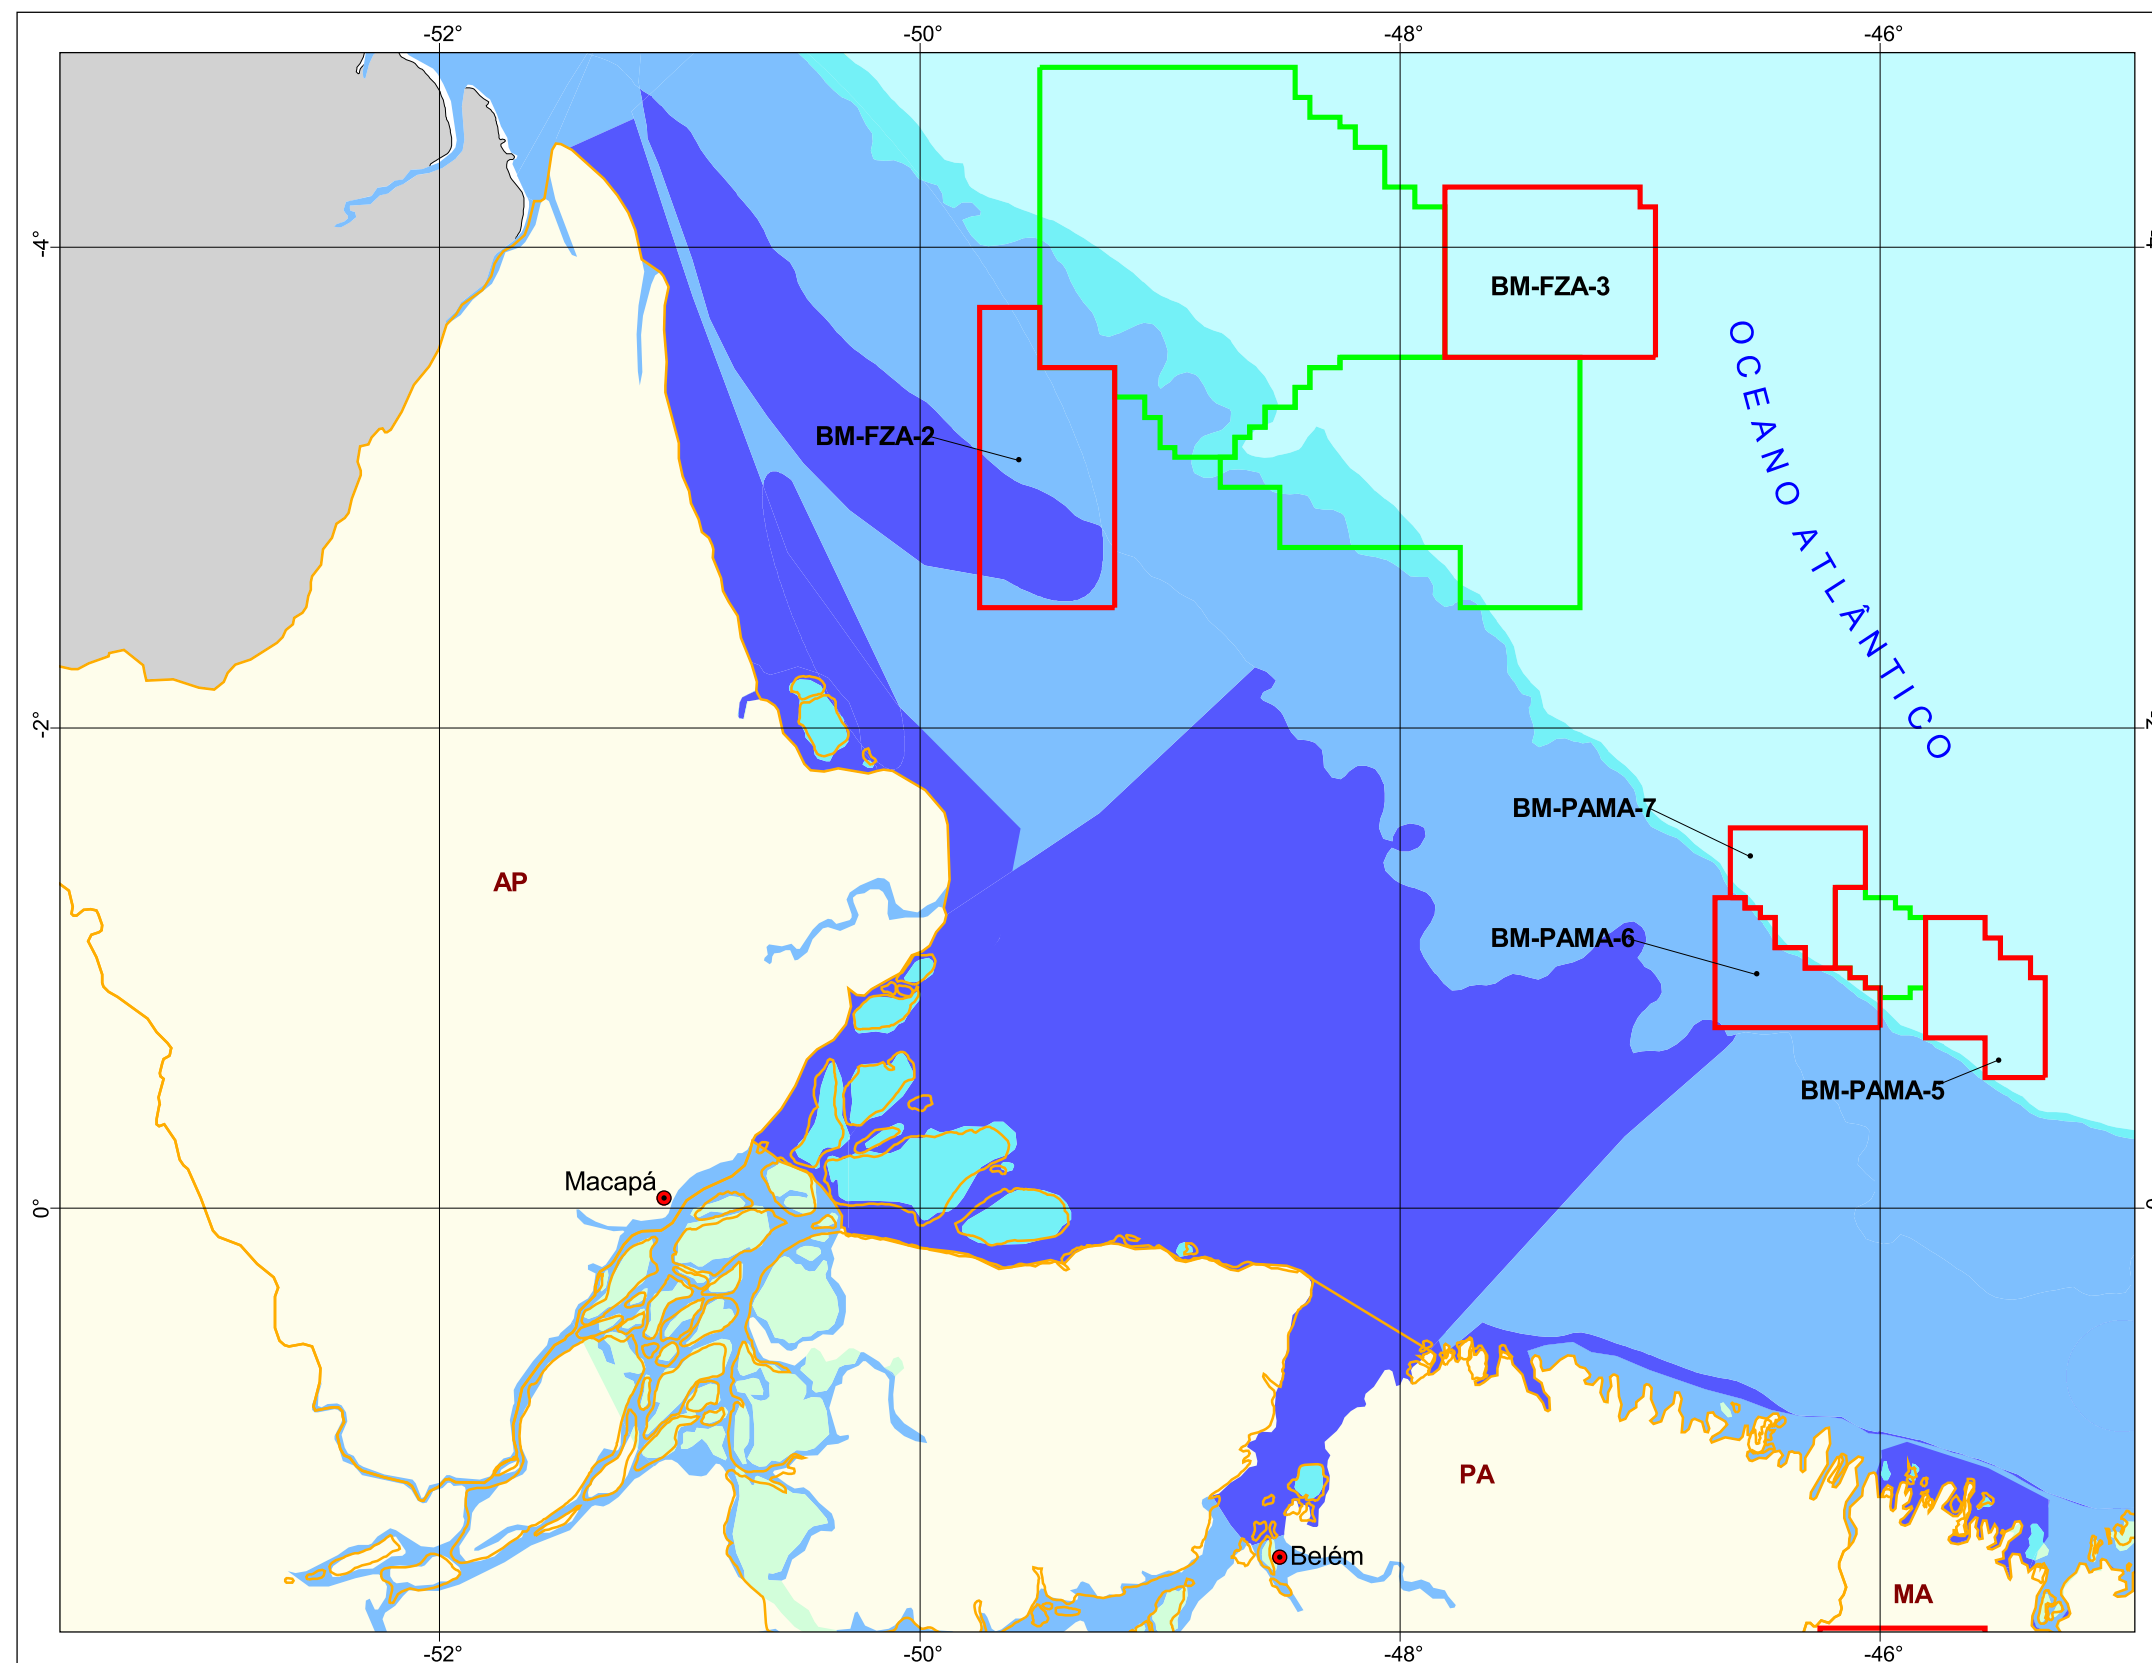 -52° -50° -48° -46°
-4°
BM-FZA-3
BM-FZA-2
OCEANO ATLÂNTICO
-2°
BM-PAMA-7
AP
BM-PAMA-6
BM-PAMA-5
Macapá
0°
PA
Belém
MA
-52° -50° -48° -46°